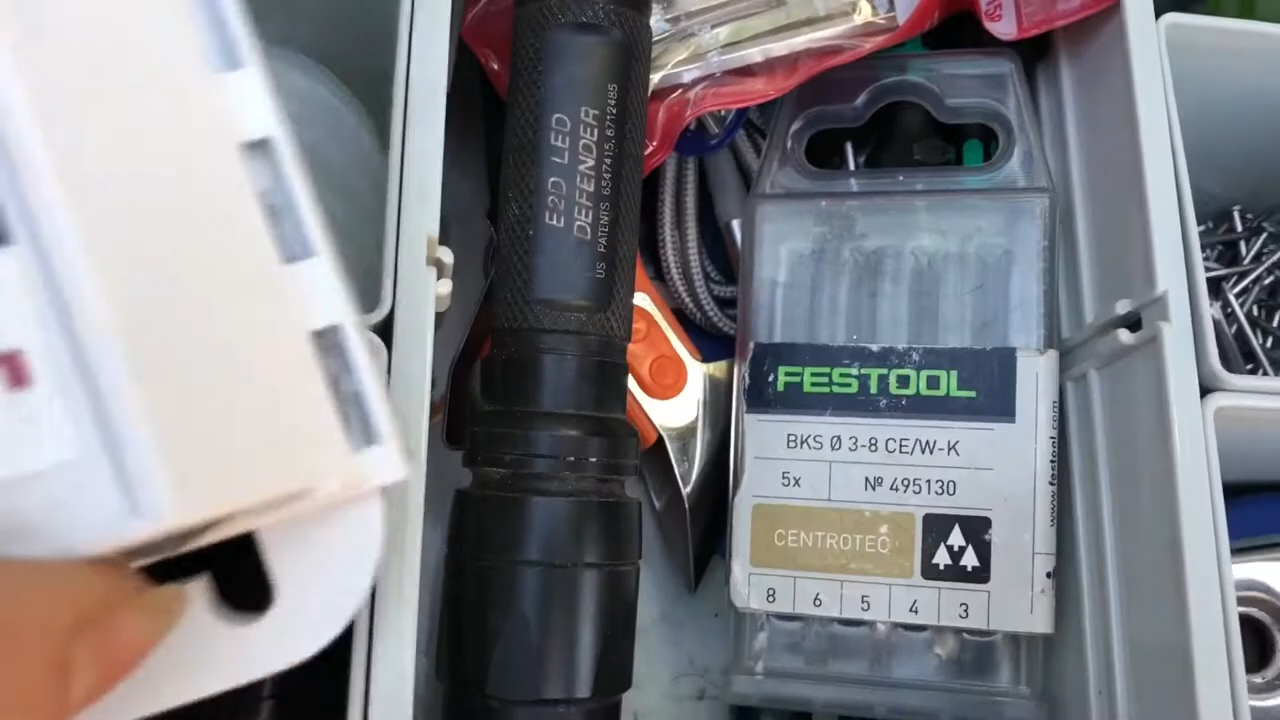 E2D LED
DEFENDER
US PATENTS 6547415, 6712485
FESTOOL
BKS Ø 3-8 CE/W-K
5x
Nº 495130
CENTROTEC
8 6 5 4 3
www.festool.com